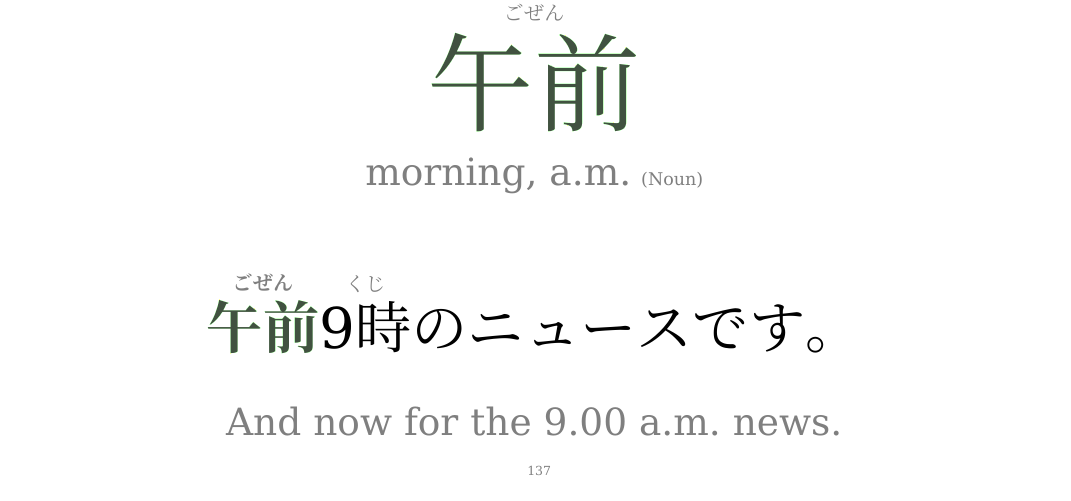 ごぜん
午前
morning, a.m. (Noun)
ごぜん くじ
午前9時のニュースです。
And now for the 9.00 a.m. news.
137